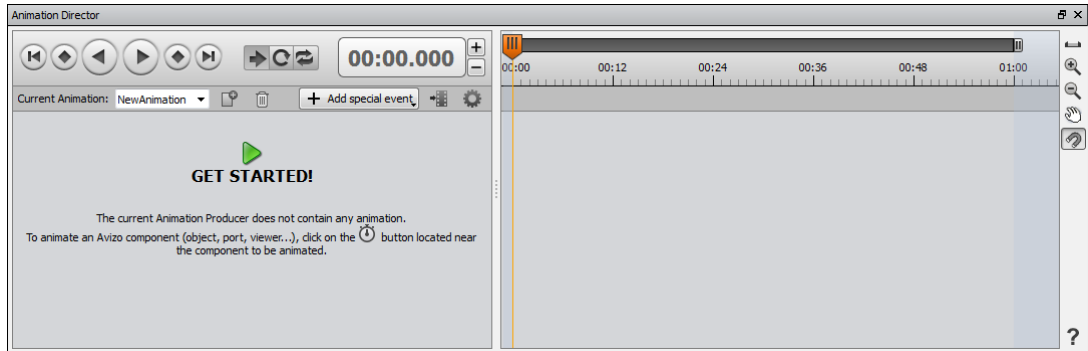 Animation Director
00:00.000
Current Animation: NewAnimation
Add special event
GET STARTED!
The current Animation Producer does not contain any animation.
To animate an Avizo component (object, port, viewer...), click on the button located near
the component to be animated.
00:00 00:12 00:24 00:36 00:48 01:00
?